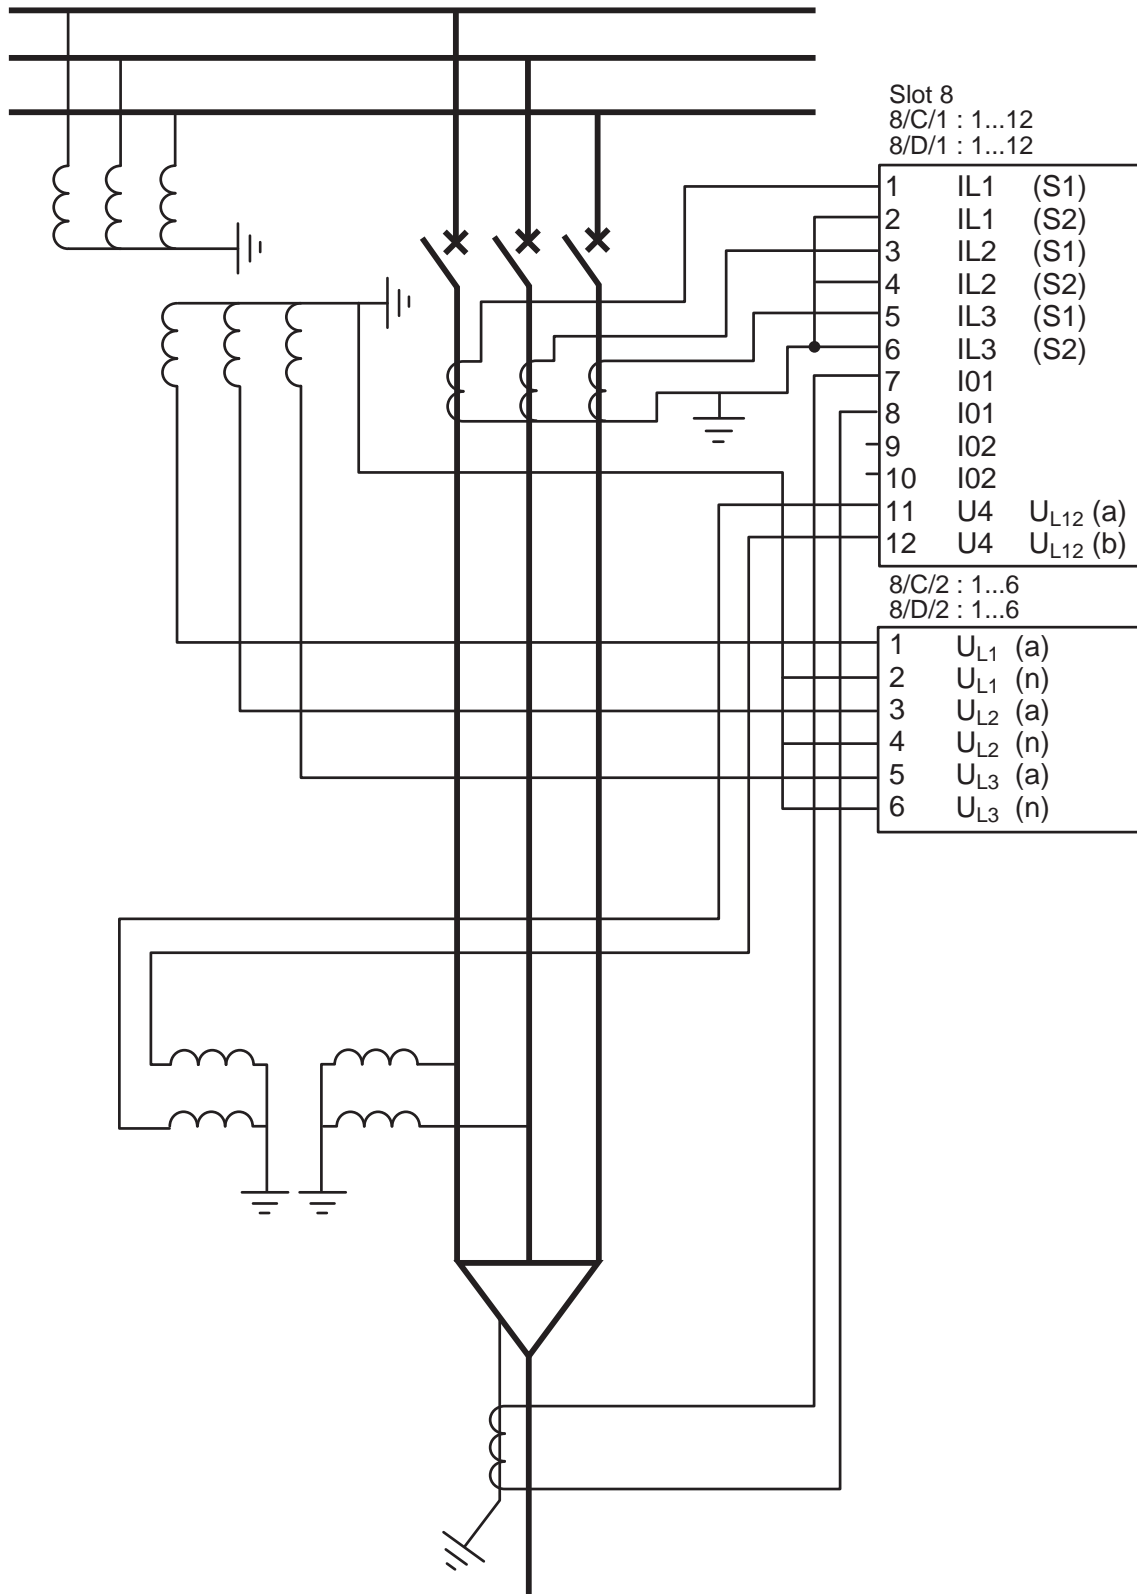 Slot 8
8/C/1 : 1...12
8/D/1 : 1...12
1 IL1 (S1)
2 IL1 (S2)
3 IL2 (S1)
4 IL2 (S2)
5 IL3 (S1)
6 IL3 (S2)
7 I01
8 I01
9 I02
10 I02
11 U4 UL12 (a)
12 U4 UL12 (b)
8/C/2 : 1...6
8/D/2 : 1...6
1 UL1 (a)
2 UL1 (n)
3 UL2 (a)
4 UL2 (n)
5 UL3 (a)
6 UL3 (n)